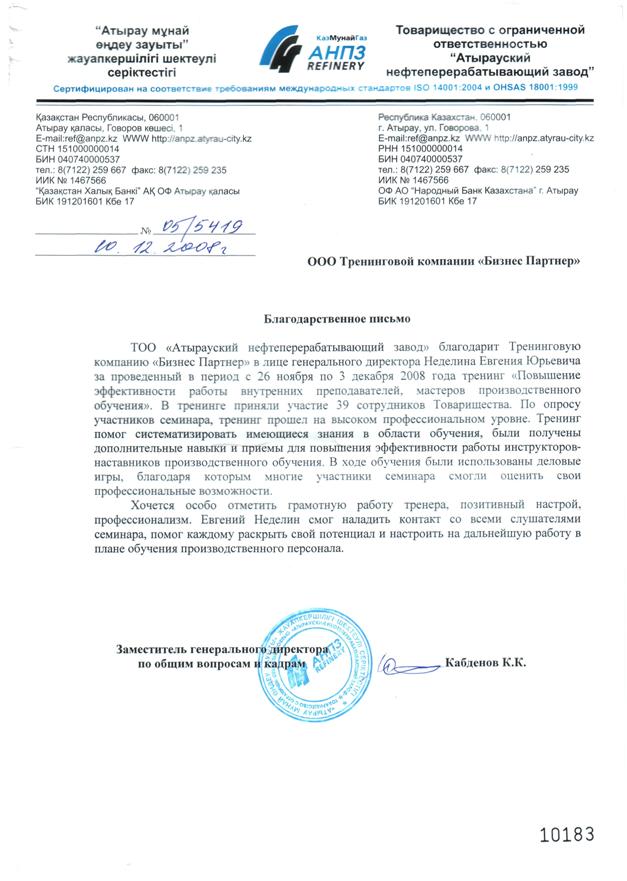 “Атырау мұнай
өңдеу зауыты”
жауапкершілігі шектеулі
серіктестігі
КазМунайГаз
АНПЗ
REFINERY
Товарищество с ограниченной
ответственностью
“Атырауский
нефтеперерабатывающий завод”
Сертифицирован на соответствие требованиям международных стандартов ISO 14001:2004 и OHSAS 18001:1999
Қазақстан Республикасы, 060001
Атырау қаласы, Говоров көшесі, 1
E-mail:ref@anpz.kz WWW http://anpz.atyrau-city.kz
СТН 151000000014
БИН 040740000537
тел.: 8(7122) 259 667 факс: 8(7122) 259 235
ИИК № 1467566
“Қазақстан Халық Банкі” АҚ ОФ Атырау қаласы
БИК 191201601 Кбе 17
Республика Казахстан, 060001
г. Атырау, ул. Говорова, 1
E-mail:ref@anpz.kz WWW http://anpz.atyrau-city.kz
РНН 151000000014
БИН 040740000537
тел.: 8(7122) 259 667 факс: 8(7122) 259 235
ИИК № 1467566
ОФ АО “Народный Банк Казахстана” г. Атырау
БИК 191201601 Кбе 17
№ 05/5419
10. 12. 2008г
ООО Тренинговой компании «Бизнес Партнер»
Благодарственное письмо
ТОО «Атырауский нефтеперерабатывающий завод» благодарит Тренинговую
компанию «Бизнес Партнер» в лице генерального директора Неделина Евгения Юрьевича
за проведенный в период с 26 ноября по 3 декабря 2008 года тренинг «Повышение
эффективности работы внутренних преподавателей, мастеров производственного
обучения». В тренинге приняли участие 39 сотрудников Товарищества. По опросу
участников семинара, тренинг прошел на высоком профессиональном уровне. Тренинг
помог систематизировать имеющиеся знания в области обучения, были получены
дополнительные навыки и приемы для повышения эффективности работы инструкторов-
наставников производственного обучения. В ходе обучения были использованы деловые
игры, благодаря которым многие участники семинара смогли оценить свои
профессиональные возможности.
Хочется особо отметить грамотную работу тренера, позитивный настрой,
профессионализм. Евгений Неделин смог наладить контакт со всеми слушателями
семинара, помог каждому раскрыть свой потенциал и настроить на дальнейшую работу в
плане обучения производственного персонала.
Заместитель генерального директора
по общим вопросам и кадрам
Кабденов К.К.
АНПЗ
REFINERY
10183